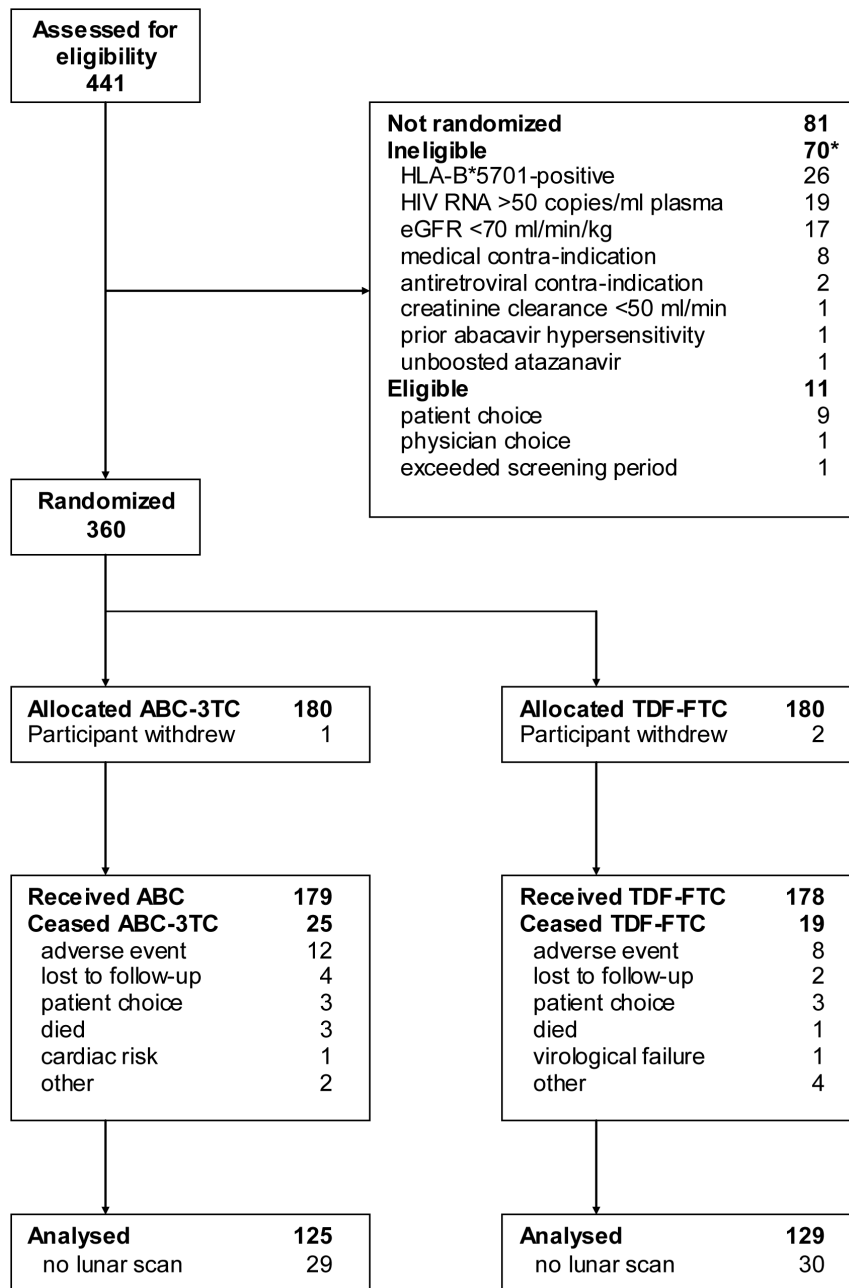 Assessed for
eligibility
441
Not randomized 81
Ineligible 70*
HLA-B*5701-positive 26
HIV RNA >50 copies/ml plasma 19
eGFR <70 ml/min/kg 17
medical contra-indication 8
antiretroviral contra-indication 2
creatinine clearance <50 ml/min 1
prior abacavir hypersensitivity 1
unboosted atazanavir 1
Eligible 11
patient choice 9
physician choice 1
exceeded screening period 1
Randomized
360
Allocated ABC-3TC 180
Participant withdrew 1
Allocated TDF-FTC 180
Participant withdrew 2
Received ABC 179
Ceased ABC-3TC 25
adverse event 12
lost to follow-up 4
patient choice 3
died 3
cardiac risk 1
other 2
Received TDF-FTC 178
Ceased TDF-FTC 19
adverse event 8
lost to follow-up 2
patient choice 3
died 1
virological failure 1
other 4
Analysed 125
no lunar scan 29
Analysed 129
no lunar scan 30